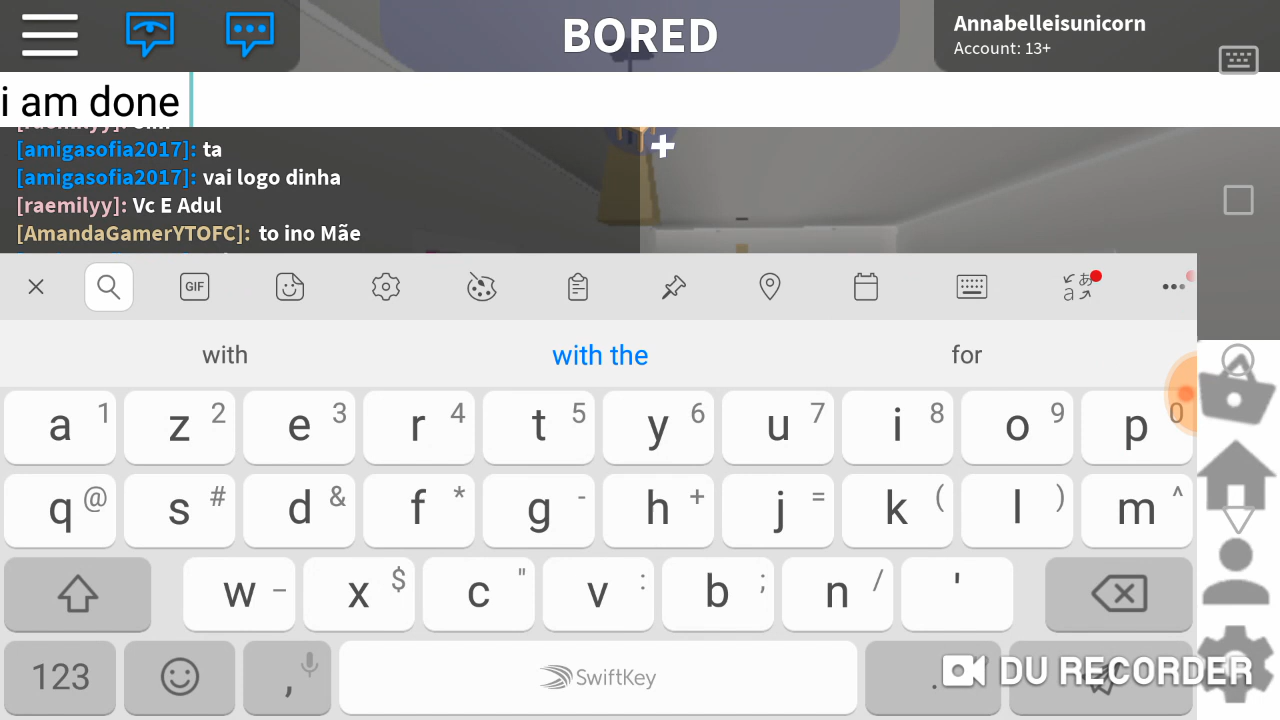 BORED
Annabelleisunicorn
Account: 13+
i am done
[amigasofia2017]: ta
[amigasofia2017]: vai logo dinha
[raemilyy]: Vc E Adul
[AmandaGamerYTOFC]: to ino Mãe
GIF
with with the for
a 1 z 2 e 3 r 4 t 5 y 6 u 7 i 8 o 9 p 0
q @ s # d & f * g - h + j = k ( l ) m ^
w – x $ c " v : b ; n / '
123 , SwiftKey .
DU RECORDER